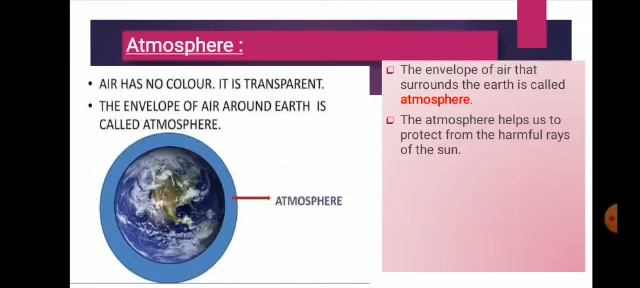 Atmosphere :
• AIR HAS NO COLOUR. IT IS TRANSPARENT.
• THE ENVELOPE OF AIR AROUND EARTH IS
CALLED ATMOSPHERE.
ATMOSPHERE
The envelope of air that
surrounds the earth is called
atmosphere.
The atmosphere helps us to
protect from the harmful rays
of the sun.